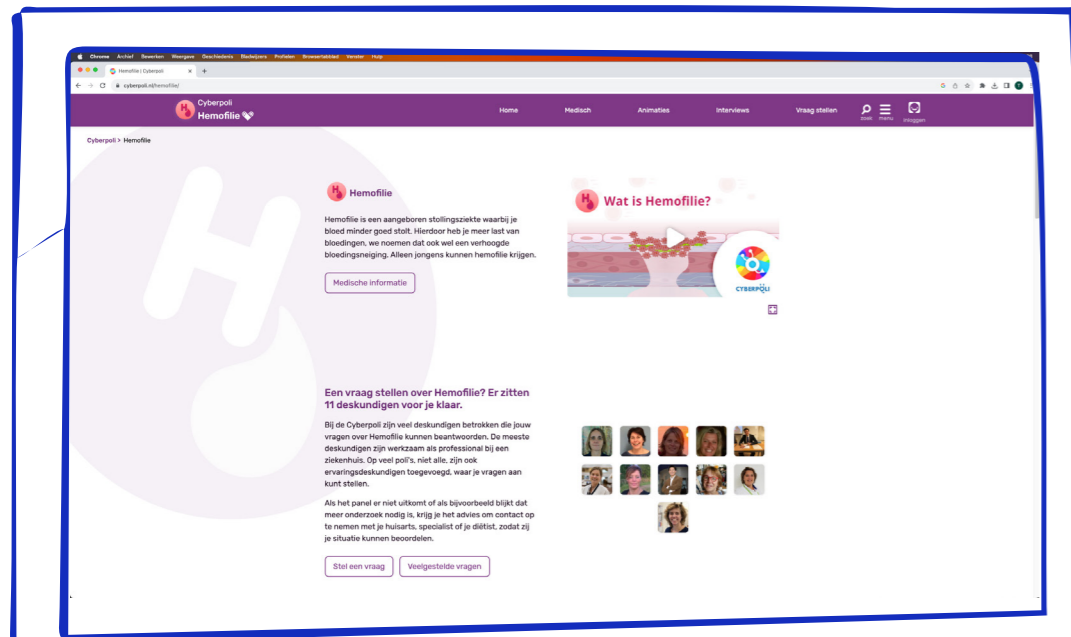 Chrome Archief Bewerken Weergave Geschiedenis Bladwijzers Profielen Browsertabblad Venster Hulp
Hemofilie | Cyberpoli
cyberpoli.nl/hemofilie/
Cyberpoli
Hemofilie
Home Medisch Animaties Interviews Vraag stellen zoek menu inloggen
Cyberpoli > Hemofilie
Hemofilie
Hemofilie is een aangeboren stollingsziekte waarbij je
bloed minder goed stolt. Hierdoor heb je meer last van
bloedingen, we noemen dat ook wel een verhoogde
bloedingsneiging. Alleen jongens kunnen hemofilie krijgen.
Medische informatie
H Wat is Hemofilie?
CYBERPOLI
Een vraag stellen over Hemofilie? Er zitten
11 deskundigen voor je klaar.
Bij de Cyberpoli zijn veel deskundigen betrokken die jouw
vragen over Hemofilie kunnen beantwoorden. De meeste
deskundigen zijn werkzaam als professional bij een
ziekenhuis. Op veel poli's, niet alle, zijn ook
ervaringsdeskundigen toegevoegd, waar je vragen aan
kunt stellen.
Als het panel er niet uitkomt of als bijvoorbeeld blijkt dat
meer onderzoek nodig is, krijg je het advies om contact op
te nemen met je huisarts, specialist of je diëtist, zodat zij
je situatie kunnen beoordelen.
Stel een vraag Veelgestelde vragen